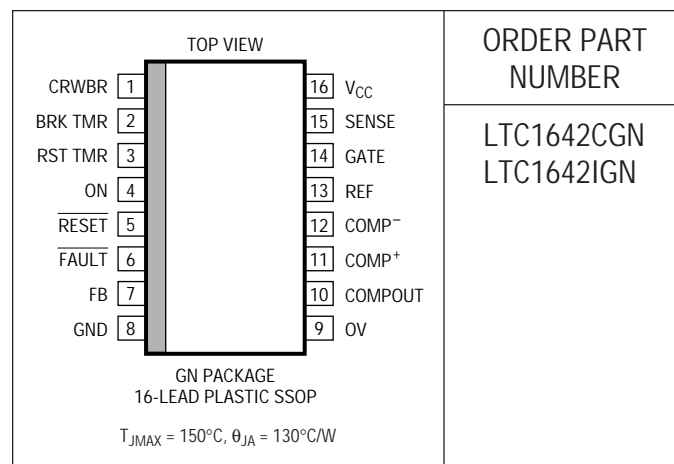 TOP VIEW
CRWBR 1
BRK TMR 2
RST TMR 3
ON 4
R̅E̅S̅E̅T̅ 5
F̅A̅U̅L̅T̅ 6
FB 7
GND 8
16 VCC
15 SENSE
14 GATE
13 REF
12 COMP–
11 COMP+
10 COMPOUT
9 OV
GN PACKAGE
16-LEAD PLASTIC SSOP
TJMAX = 150°C, θJA = 130°C/W
ORDER PART
NUMBER
LTC1642CGN
LTC1642IGN